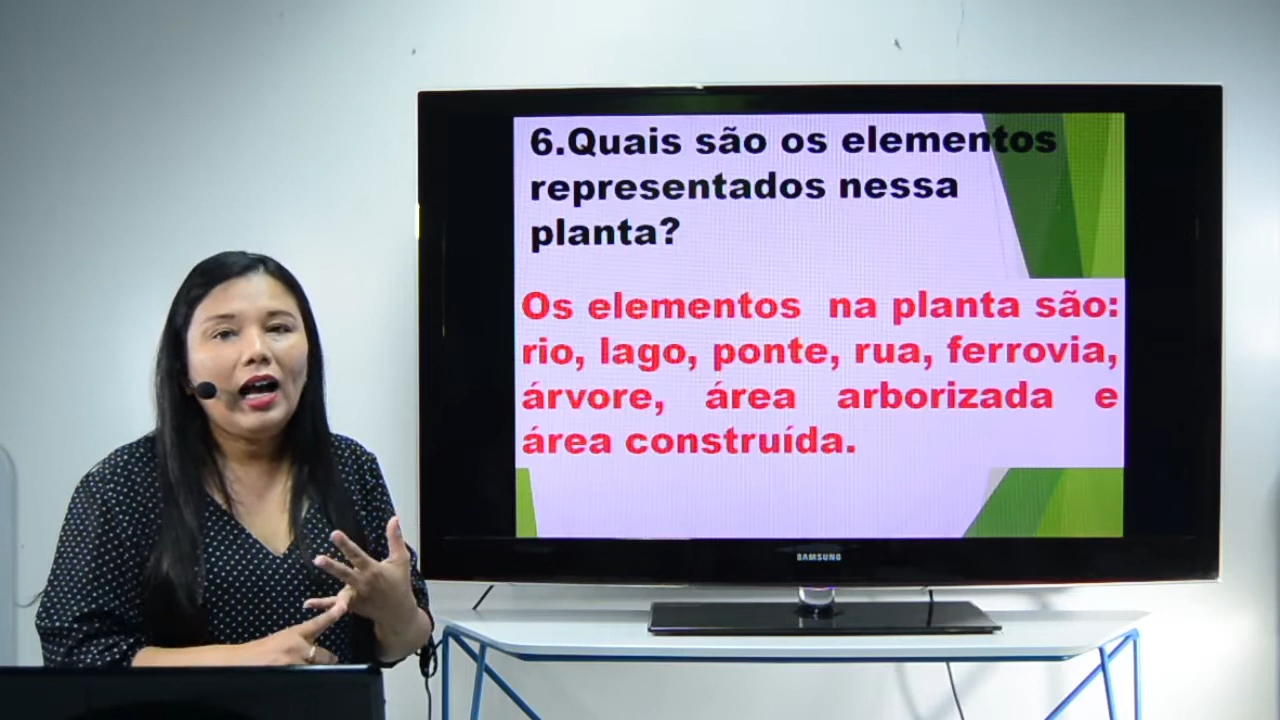 6.Quais são os elementos
representados nessa
planta?
Os elementos na planta são:
rio, lago, ponte, rua, ferrovia,
árvore, área arborizada e
área construída.
SAMSUNG